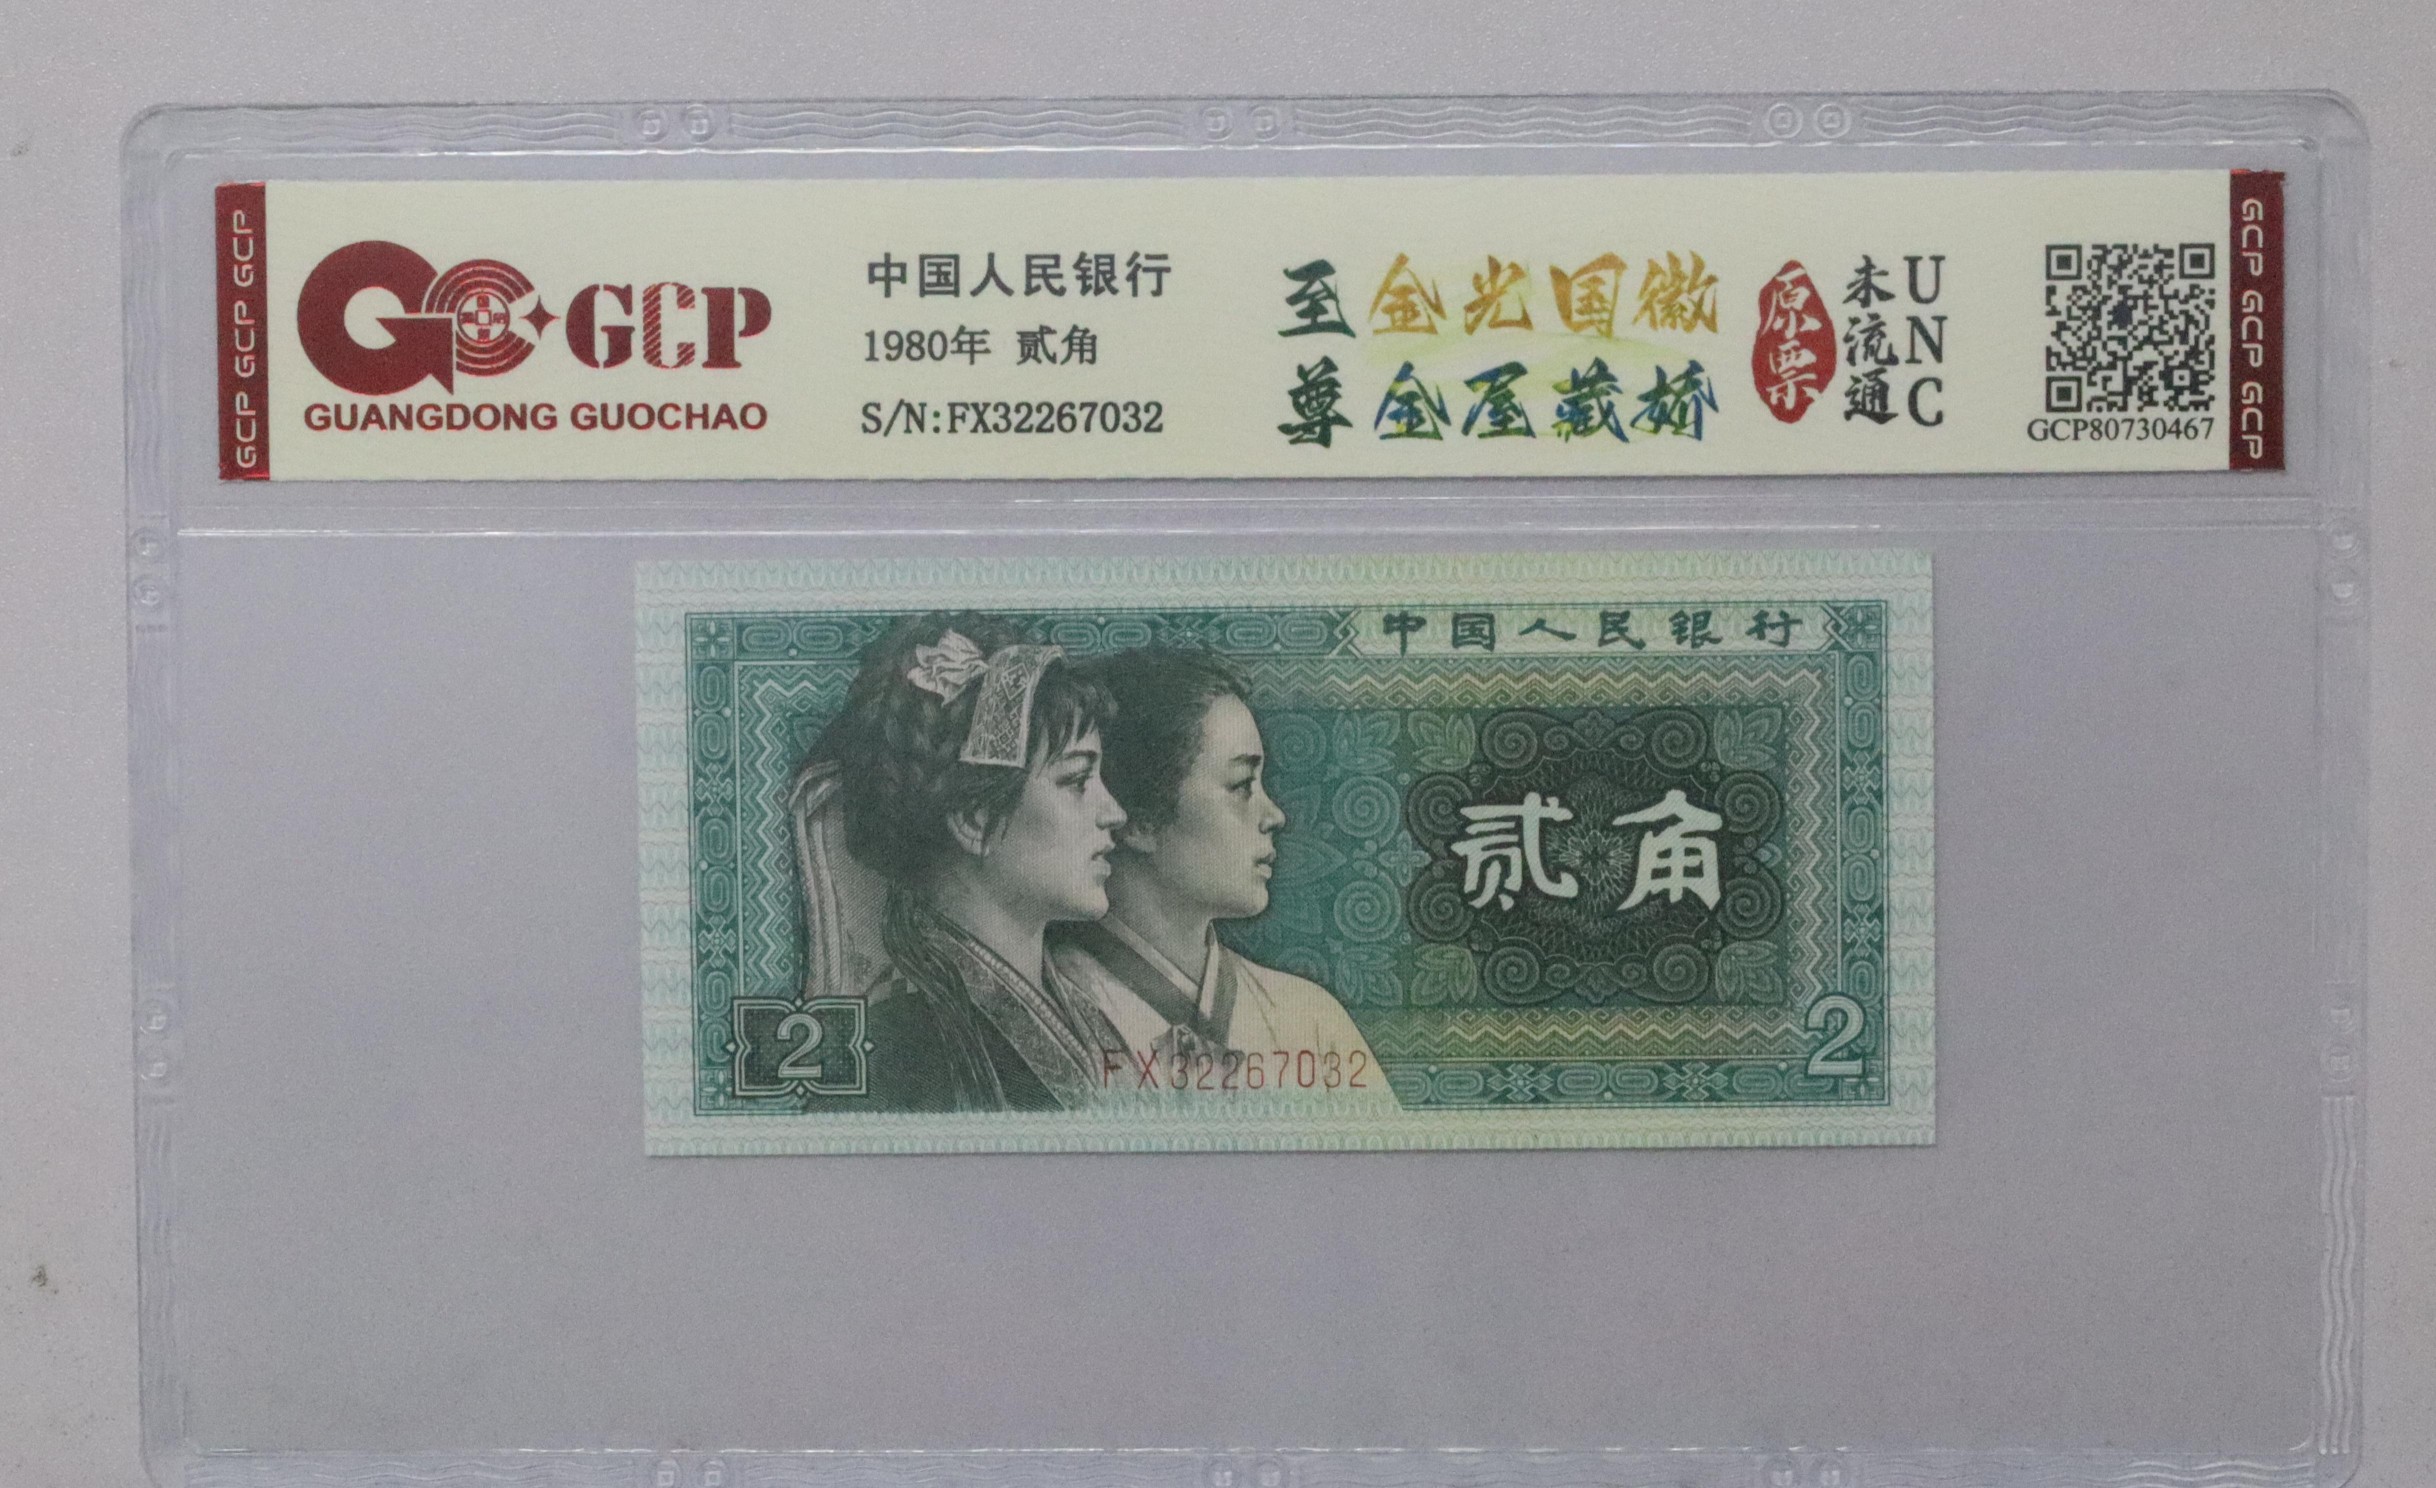 GCP GCP GCP
GCP
GUANGDONG GUOCHAO
中国人民银行
1980年 贰角
S/N:FX32267032
至尊
金光国徽
金屋藏娇
原票
未流通
UNC
GCP80730467
GCP GCP GCP
中国人民银行
贰角
2
FX32267032
2